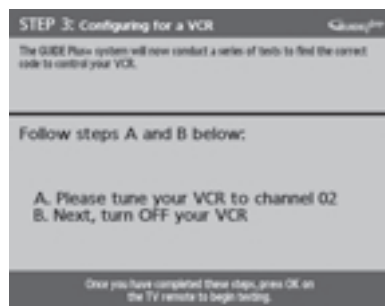 STEP 3: Configuring for a VCR
The GUIDE Plus+ system will now conduct a series of tests to find the correct
code to control your VCR.
Follow steps A and B below:
A. Please tune your VCR to channel 02
B. Next, turn OFF your VCR
Once you have completed these steps, press OK on
the TV remote to begin testing.